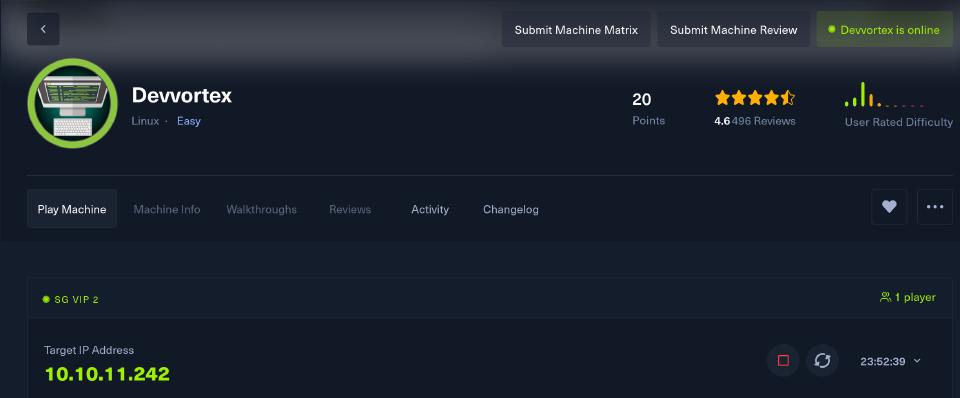 Submit Machine Matrix Submit Machine Review Devvortex is online
Devvortex
Linux · Easy
20
Points
4.6 496 Reviews
User Rated Difficulty
Play Machine Machine Info Walkthroughs Reviews Activity Changelog
SG VIP 2 1 player
Target IP Address
10.10.11.242
23:52:39